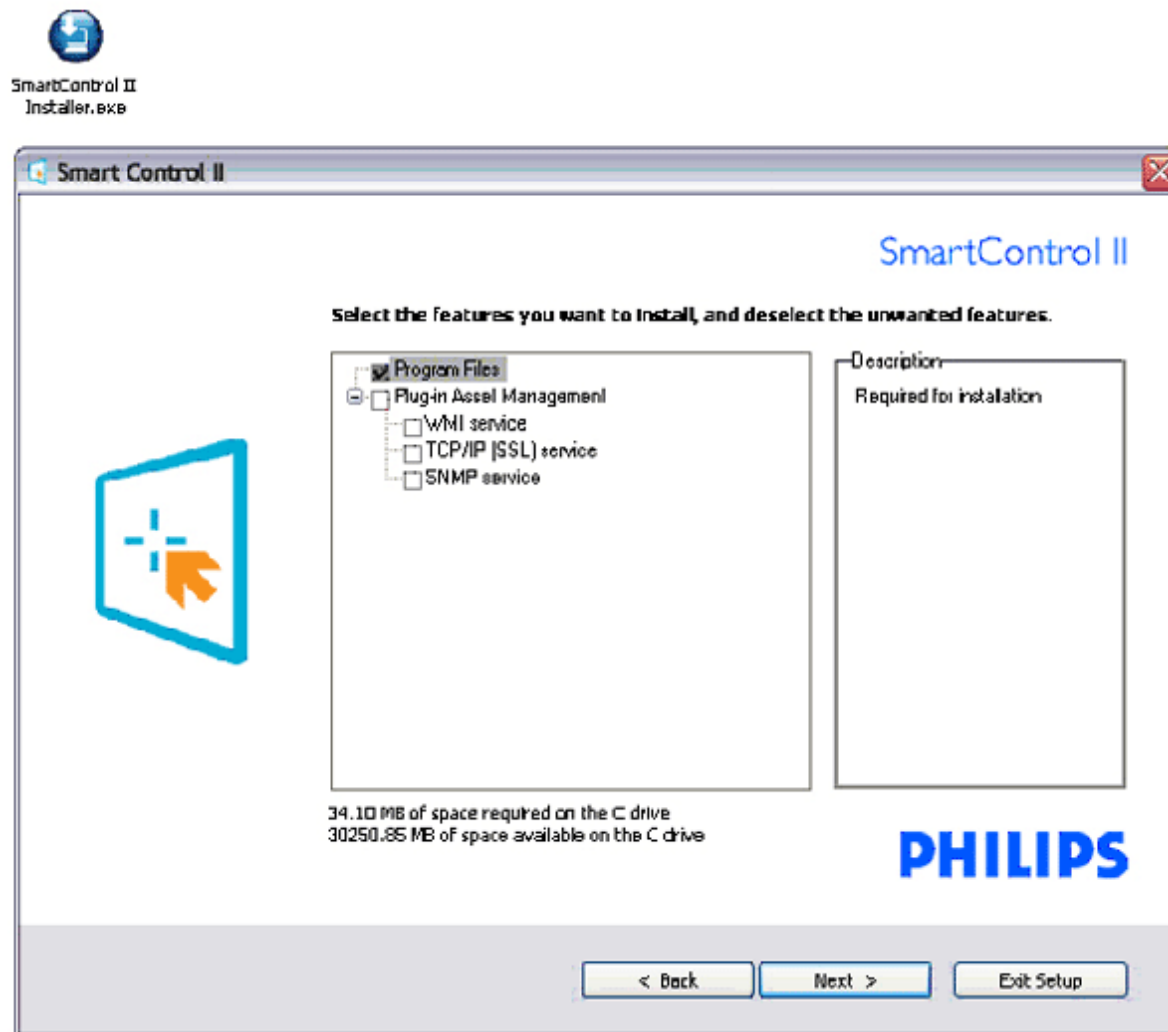 SmartControl II
Installer.exe
Smart Control II
SmartControl II
Select the features you want to install, and deselect the unwanted features.
Program Files
Plug-in Asset Management
WMI service
TCP/IP (SSL) service
SNMP service
Description
Required for installation
34.10 MB of space required on the C drive
30250.85 MB of space available on the C drive
PHILIPS
< Back
Next >
Exit Setup